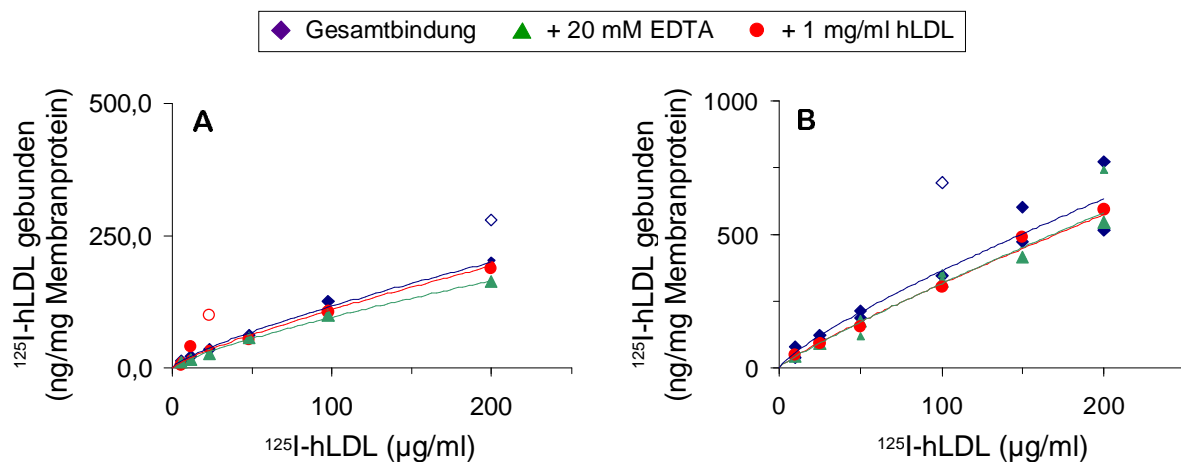 Gesamtbindung + 20 mM EDTA + 1 mg/ml hLDL
A
¹²⁵I-hLDL gebunden
(ng/mg Membranprotein)
500,0
250,0
0,0
0 100 200
¹²⁵I-hLDL (µg/ml)
B
¹²⁵I-hLDL gebunden
(ng/mg Membranprotein)
1000
500
0
0 100 200
¹²⁵I-hLDL (µg/ml)